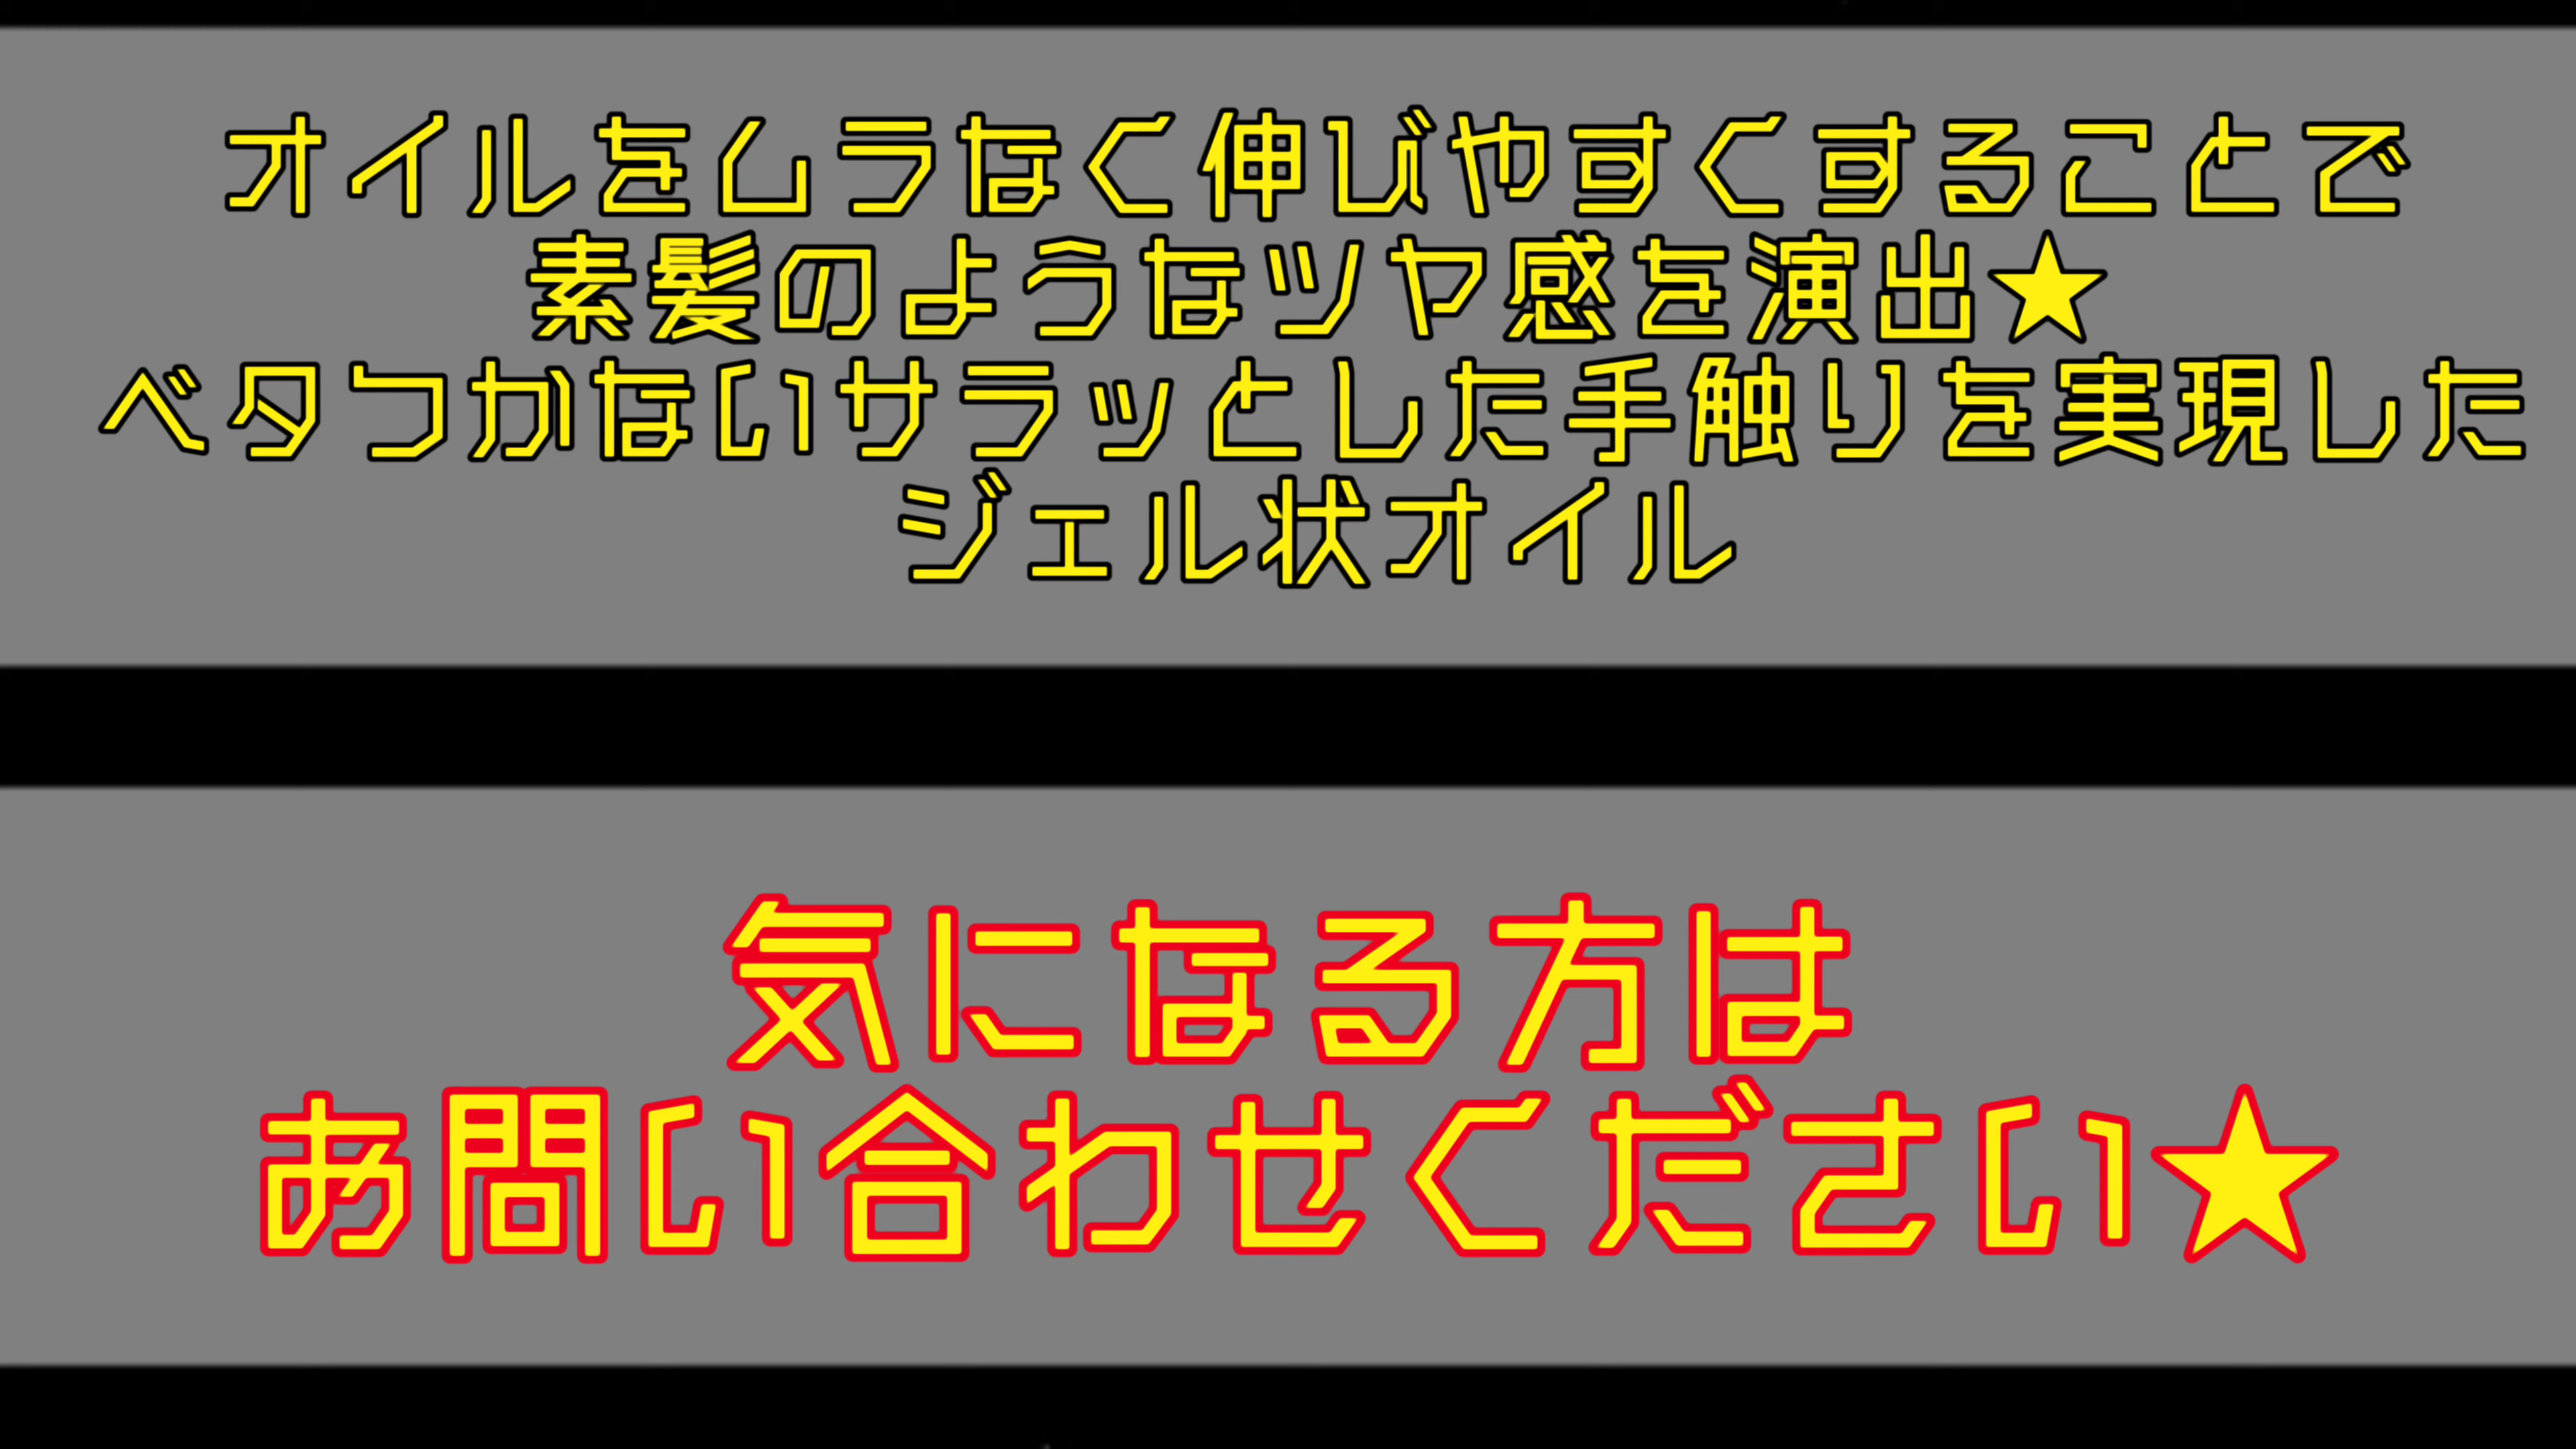 オイルをムラなく伸びやすくすることで
素髪のようなツヤ感を演出★
ベタつかないサラッとした手触りを実現した
ジェル状オイル
気になる方は
お問い合わせください★